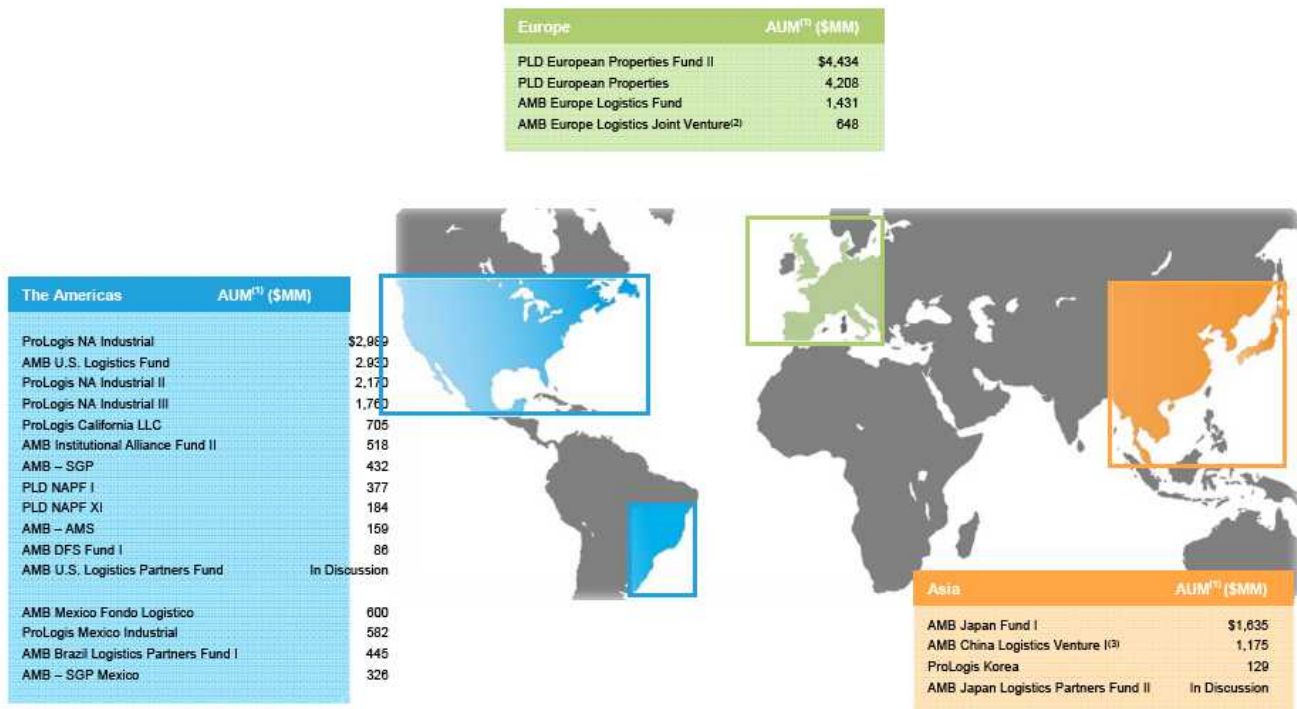 Europe AUM(1) ($MM)
PLD European Properties Fund II $4,434
PLD European Properties 4,208
AMB Europe Logistics Fund 1,431
AMB Europe Logistics Joint Venture(2) 648
The Americas AUM(1) ($MM)
ProLogis NA Industrial $2,989
AMB U.S. Logistics Fund 2.930
ProLogis NA Industrial II 2,170
ProLogis NA Industrial III 1,760
ProLogis California LLC 705
AMB Institutional Alliance Fund II 518
AMB – SGP 432
PLD NAPF I 377
PLD NAPF XI 184
AMB – AMS 159
AMB DFS Fund I 86
AMB U.S. Logistics Partners Fund In Discussion
AMB Mexico Fondo Logistico 600
ProLogis Mexico Industrial 582
AMB Brazil Logistics Partners Fund I 445
AMB – SGP Mexico 326
Asia AUM(1) ($MM)
AMB Japan Fund I $1,635
AMB China Logistics Venture I(3) 1,175
ProLogis Korea 129
AMB Japan Logistics Partners Fund II In Discussion